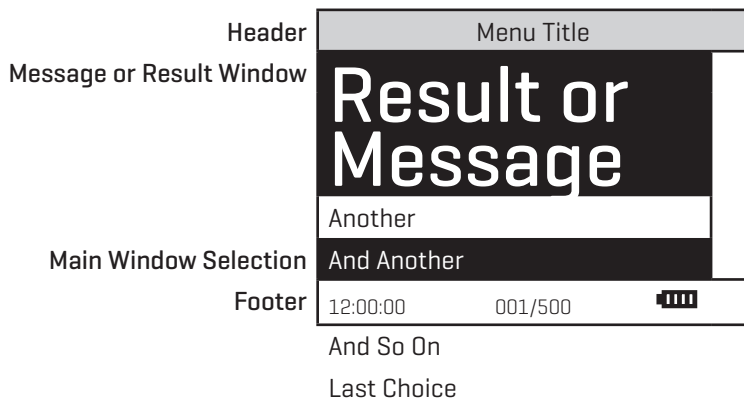 Header
Menu Title
Message or Result Window
Result or
Message
Another
Main Window Selection
And Another
Footer
12:00:00 001/500
And So On
Last Choice